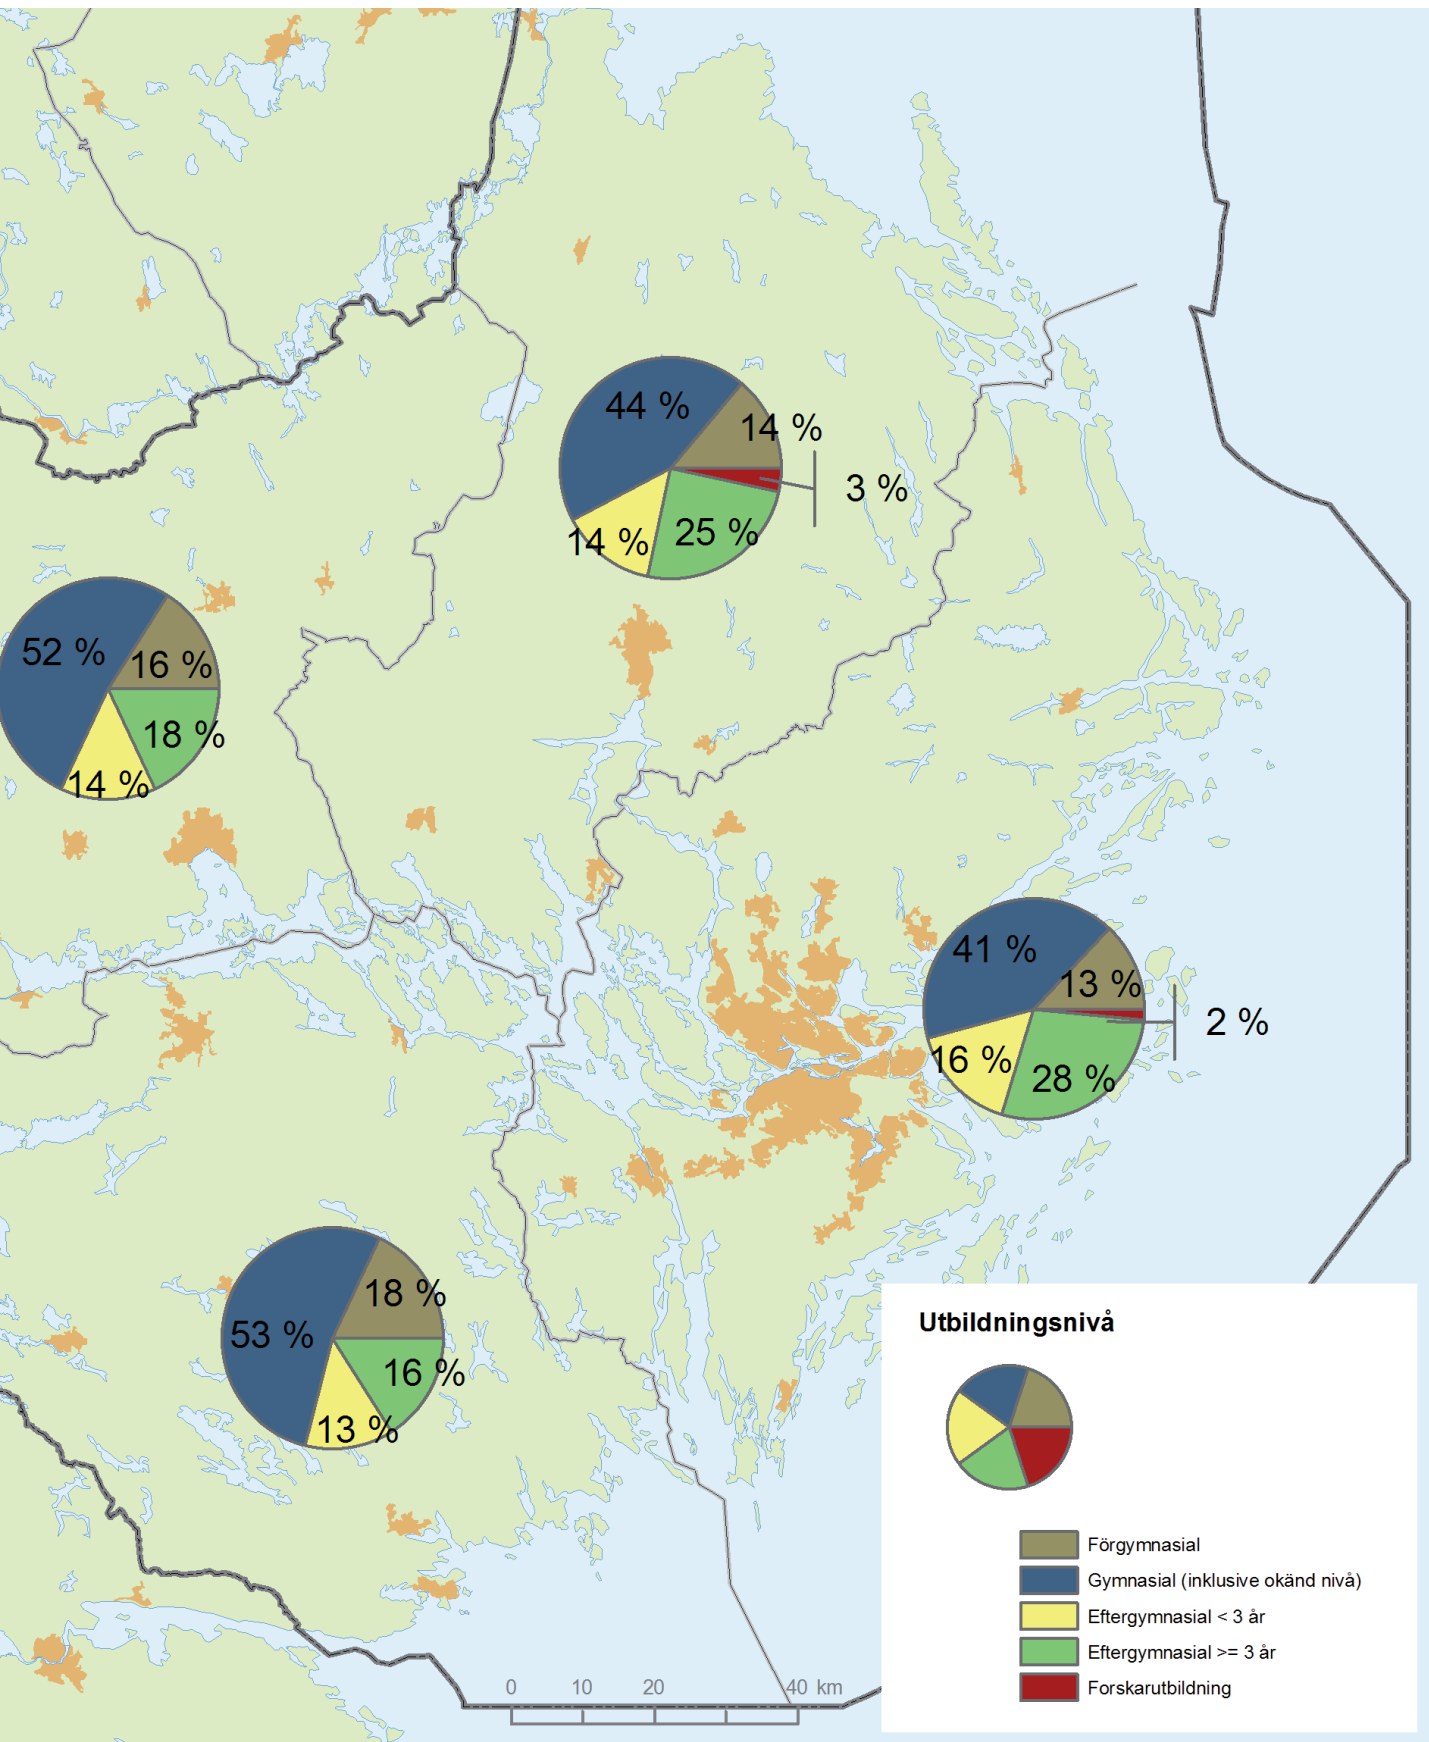 44 %
14 %
3 %
14 %
25 %
52 %
16 %
18 %
14 %
41 %
13 %
2 %
16 %
28 %
18 %
53 %
16 %
13 %
Utbildningsnivå
Förgymnasial
Gymnasial (inklusive okänd nivå)
Eftergymnasial < 3 år
Eftergymnasial >= 3 år
Forskarutbildning
0 10 20 40 km